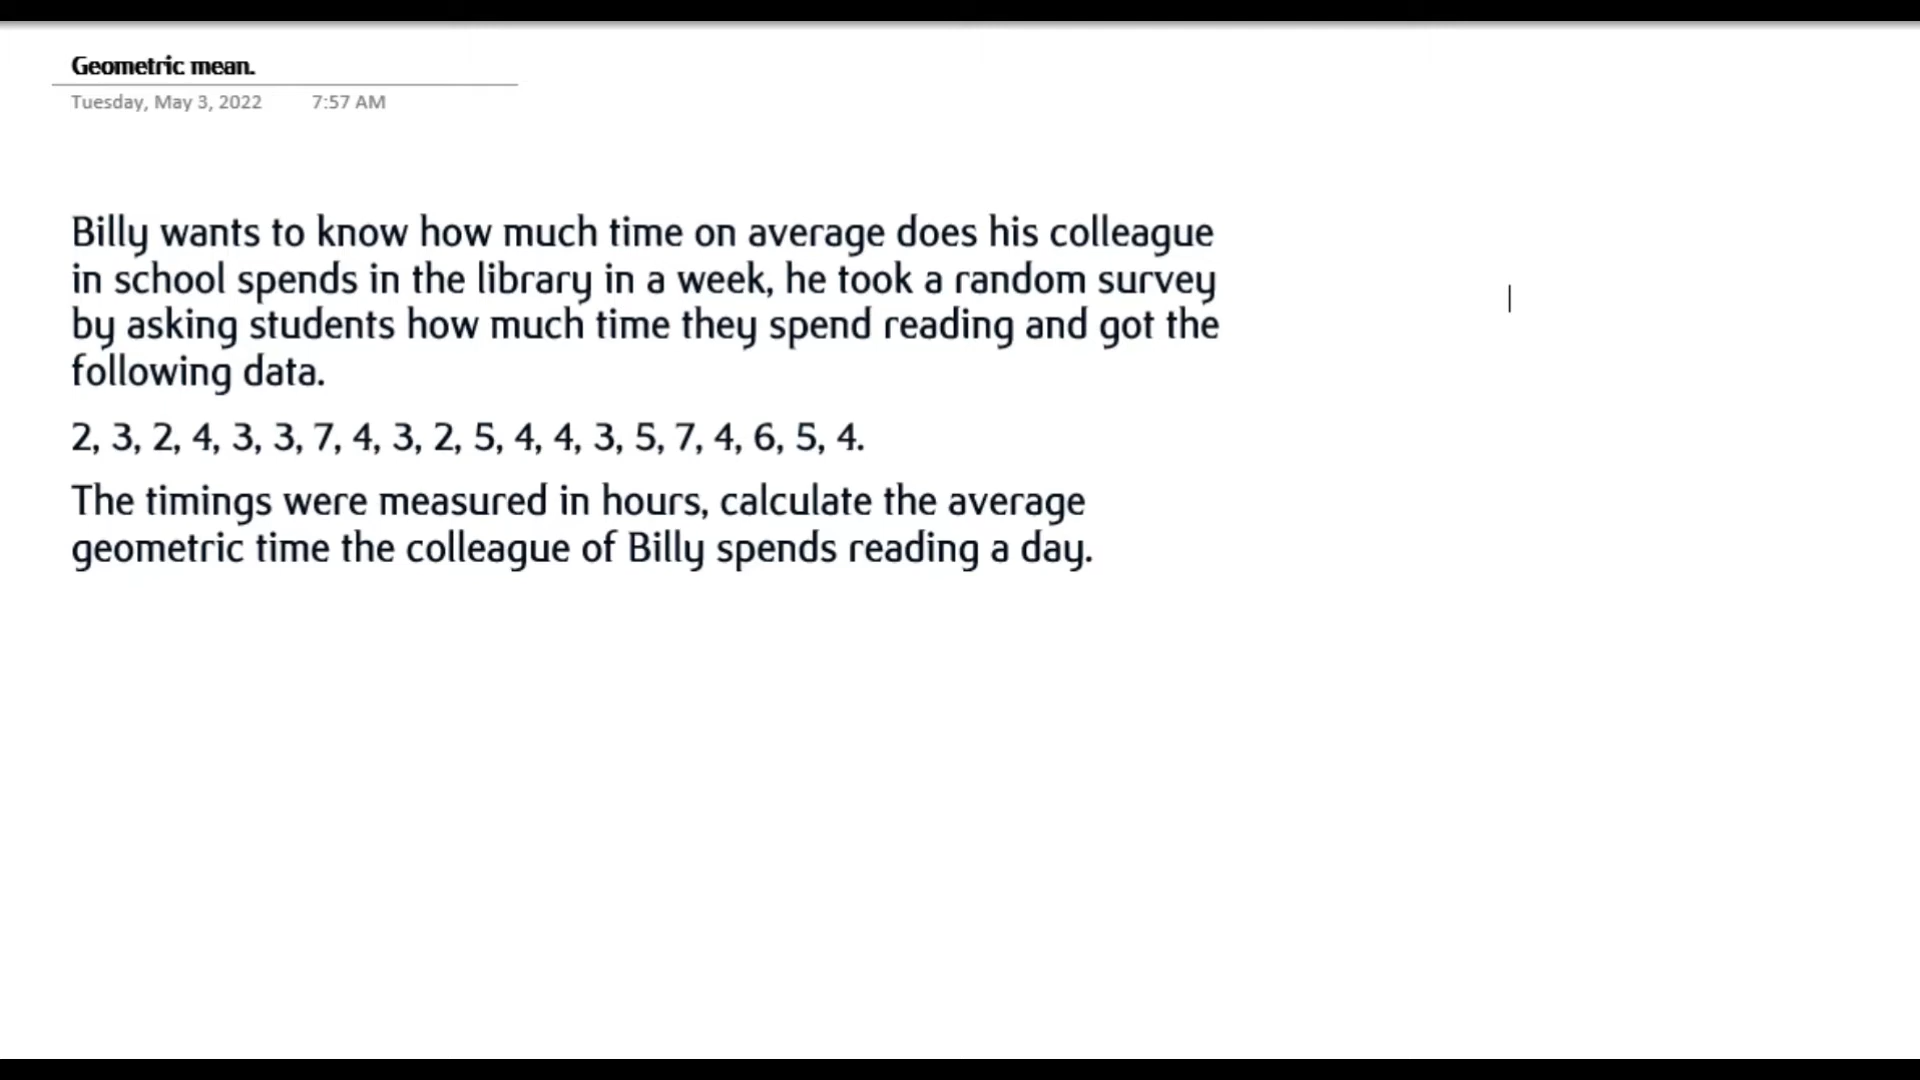 Geometric mean.
Tuesday, May 3, 2022 7:57 AM
Billy wants to know how much time on average does his colleague
in school spends in the library in a week, he took a random survey
by asking students how much time they spend reading and got the
following data.
2, 3, 2, 4, 3, 3, 7, 4, 3, 2, 5, 4, 4, 3, 5, 7, 4, 6, 5, 4.
The timings were measured in hours, calculate the average
geometric time the colleague of Billy spends reading a day.